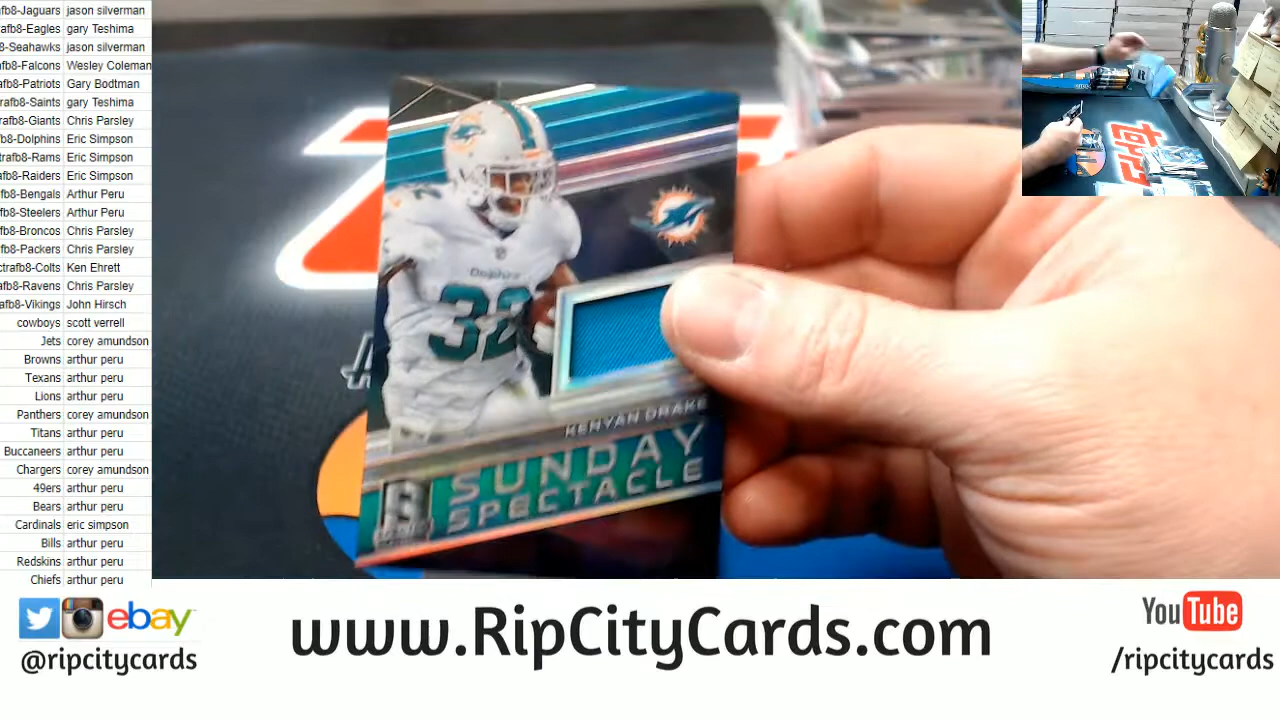 afb8-Jaguars jason silverman
rafb8-Eagles gary Teshima
8-Seahawks jason silverman
rafb8-Falcons Wesley Coleman
afb8-Patriots Gary Bodtman
rafb8-Saints gary Teshima
rafb8-Giants Chris Parsley
fb8-Dolphins Eric Simpson
trafb8-Rams Eric Simpson
afb8-Raiders Eric Simpson
afb8-Bengals Arthur Peru
fb8-Steelers Arthur Peru
fb8-Broncos Chris Parsley
fb8-Packers Chris Parsley
ctrafb8-Colts Ken Ehrett
afb8-Ravens Chris Parsley
afb8-Vikings John Hirsch
cowboys scott verrell
Jets corey amundson
Browns arthur peru
Texans arthur peru
Lions arthur peru
Panthers corey amundson
Titans arthur peru
Buccaneers arthur peru
Chargers corey amundson
49ers arthur peru
Bears arthur peru
Cardinals eric simpson
Bills arthur peru
Redskins arthur peru
Chiefs arthur peru
Dolphins
32
KENYAN DRAKE
SUNDAY
SPECTACLE
topps
ebay
@ripcitycards
www.RipCityCards.com
YouTube
/ripcitycards